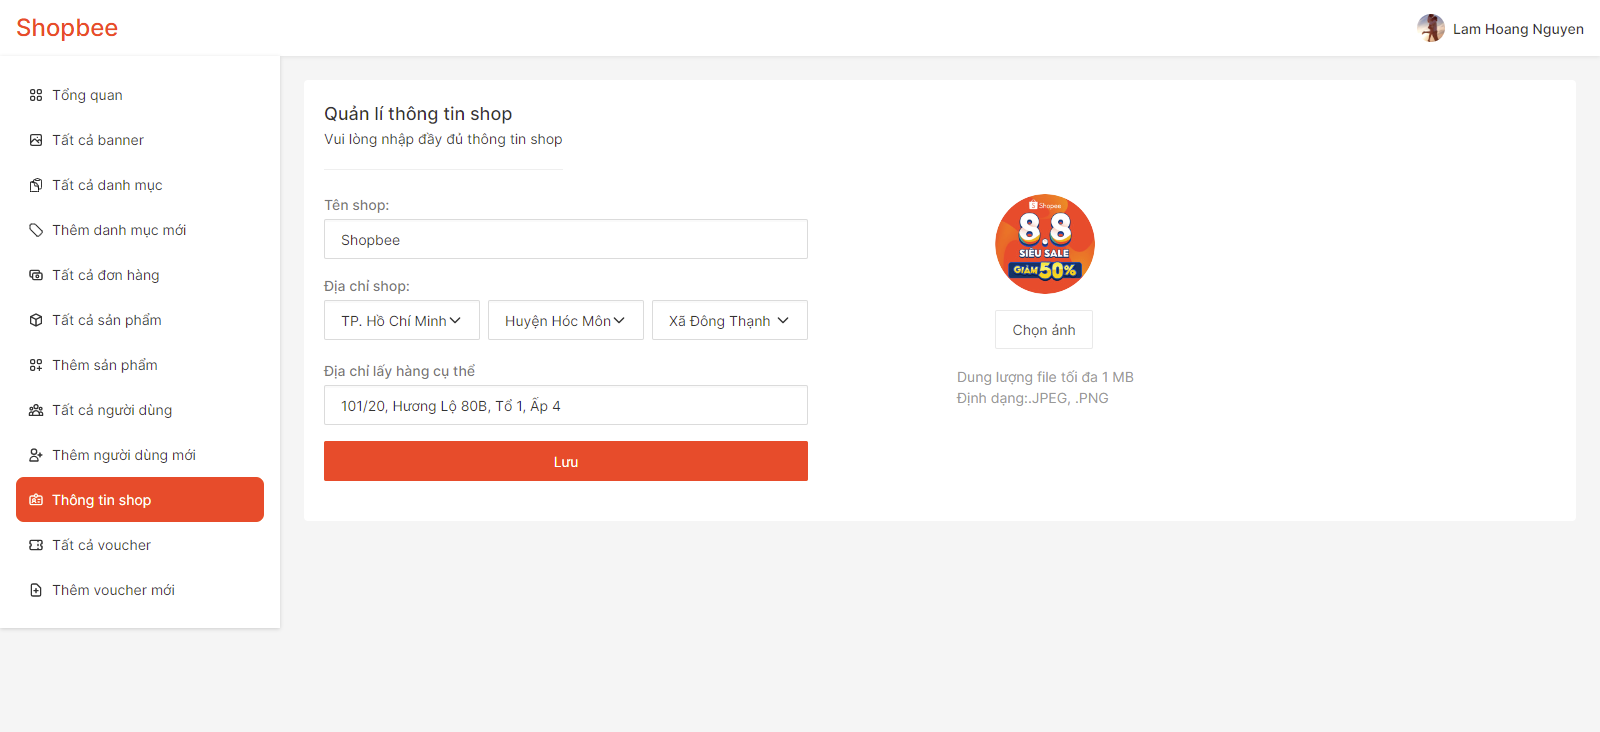 Shopbee
Lam Hoang Nguyen
Tổng quan
Tất cả banner
Tất cả danh mục
Thêm danh mục mới
Tất cả đơn hàng
Tất cả sản phẩm
Thêm sản phẩm
Tất cả người dùng
Thêm người dùng mới
Thông tin shop
Tất cả voucher
Thêm voucher mới
Quản lí thông tin shop
Vui lòng nhập đầy đủ thông tin shop
Tên shop:
Shopbee
Địa chỉ shop:
TP. Hồ Chí Minh
Huyện Hóc Môn
Xã Đông Thạnh
Địa chỉ lấy hàng cụ thể
101/20, Hương Lộ 80B, Tổ 1, Ấp 4
Lưu
Shopee
8.8
SIÊU SALE
GIẢM 50%
Chọn ảnh
Dung lượng file tối đa 1 MB
Định dạng:.JPEG, .PNG